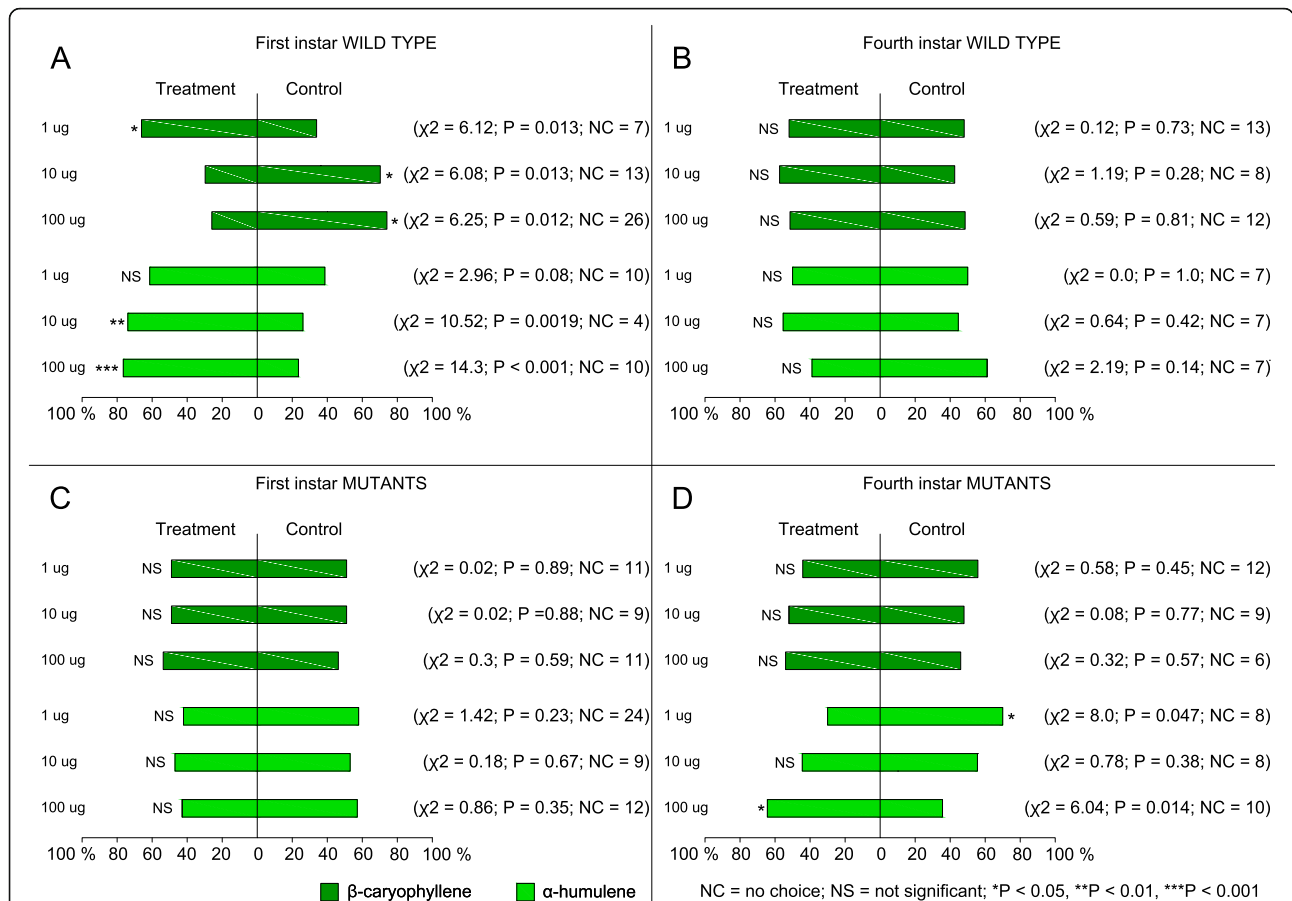 A
First instar WILD TYPE
Treatment Control
1 ug * (χ2 = 6.12; P = 0.013; NC = 7)
10 ug * (χ2 = 6.08; P = 0.013; NC = 13)
100 ug * (χ2 = 6.25; P = 0.012; NC = 26)
1 ug NS (χ2 = 2.96; P = 0.08; NC = 10)
10 ug ** (χ2 = 10.52; P = 0.0019; NC = 4)
100 ug *** (χ2 = 14.3; P < 0.001; NC = 10)
100 % 80 60 40 20 0 20 40 60 80 100 %
B
Fourth instar WILD TYPE
Treatment Control
1 ug NS (χ2 = 0.12; P = 0.73; NC = 13)
10 ug NS (χ2 = 1.19; P = 0.28; NC = 8)
100 ug NS (χ2 = 0.59; P = 0.81; NC = 12)
1 ug NS (χ2 = 0.0; P = 1.0; NC = 7)
10 ug NS (χ2 = 0.64; P = 0.42; NC = 7)
100 ug NS (χ2 = 2.19; P = 0.14; NC = 7)
100 % 80 60 40 20 0 20 40 60 80 100 %
C
First instar MUTANTS
Treatment Control
1 ug NS (χ2 = 0.02; P = 0.89; NC = 11)
10 ug NS (χ2 = 0.02; P =0.88; NC = 9)
100 ug NS (χ2 = 0.3; P = 0.59; NC = 11)
1 ug NS (χ2 = 1.42; P = 0.23; NC = 24)
10 ug NS (χ2 = 0.18; P = 0.67; NC = 9)
100 ug NS (χ2 = 0.86; P = 0.35; NC = 12)
100 % 80 60 40 20 0 20 40 60 80 100 %
D
Fourth instar MUTANTS
Treatment Control
1 ug NS (χ2 = 0.58; P = 0.45; NC = 12)
10 ug NS (χ2 = 0.08; P = 0.77; NC = 9)
100 ug NS (χ2 = 0.32; P = 0.57; NC = 6)
1 ug * (χ2 = 8.0; P = 0.047; NC = 8)
10 ug NS (χ2 = 0.78; P = 0.38; NC = 8)
100 ug * (χ2 = 6.04; P = 0.014; NC = 10)
100 % 80 60 40 20 0 20 40 60 80 100 %
β-caryophyllene α-humulene
NC = no choice; NS = not significant; *P < 0.05, **P < 0.01, ***P < 0.001